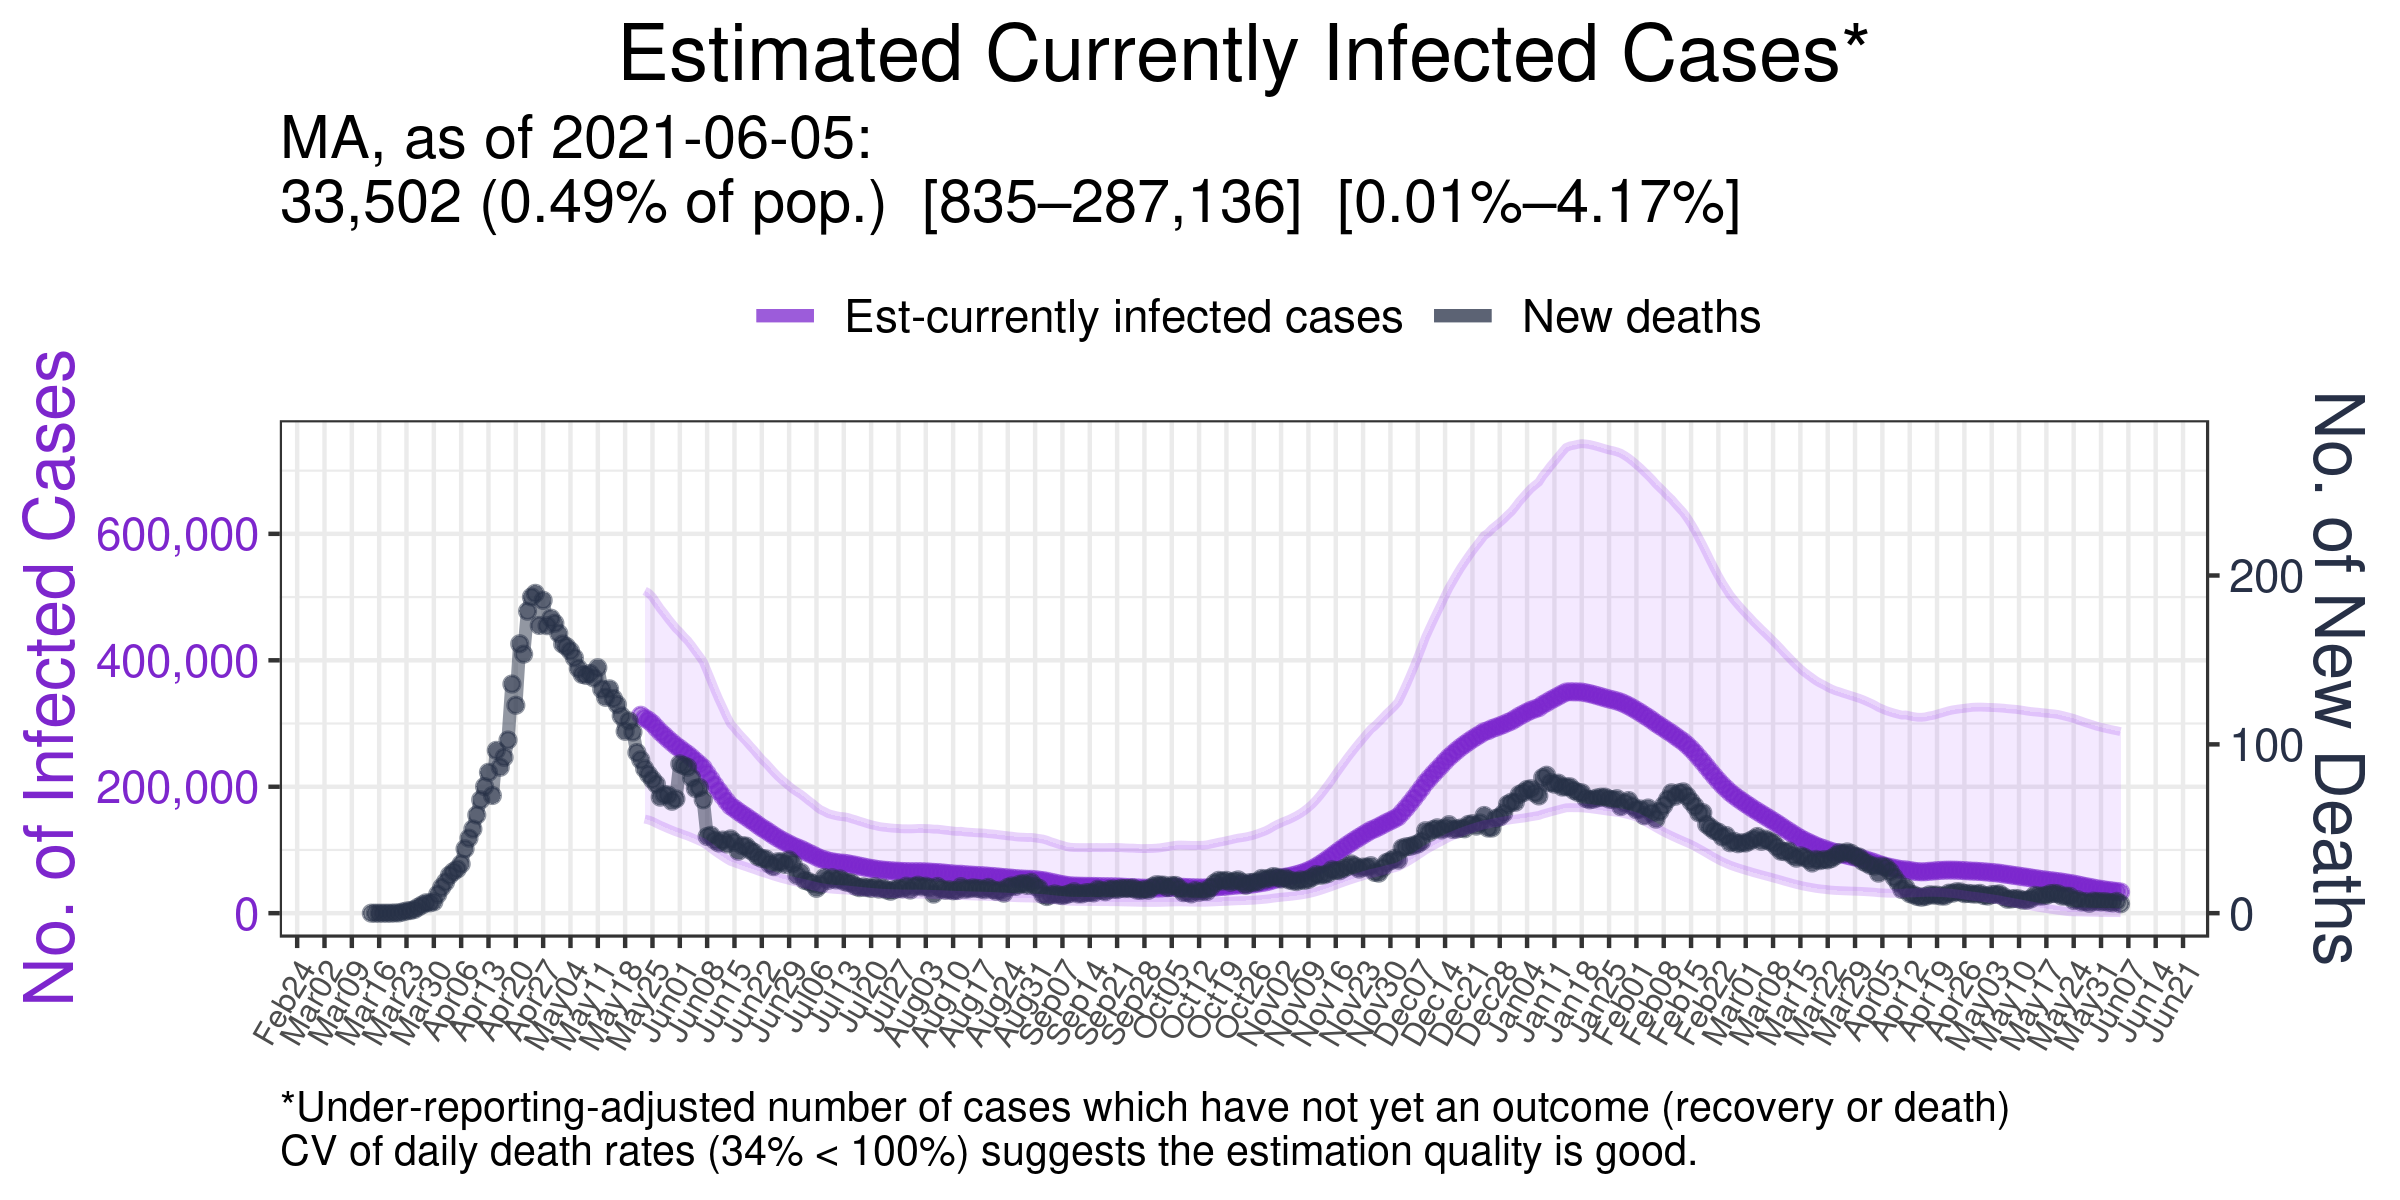 Estimated Currently Infected Cases*
MA, as of 2021-06-05:
33,502 (0.49% of pop.) [835–287,136] [0.01%–4.17%]
Est-currently infected cases New deaths
No. of Infected Cases
600,000
400,000
200,000
0
200
100
0
No. of New Deaths
Feb24 Mar02 Mar09 Mar16 Mar23 Mar30 Apr06 Apr13 Apr20 Apr27 May04 May11 May18 May25 Jun01 Jun08 Jun15 Jun22 Jun29 Jul06 Jul13 Jul20 Jul27 Aug03 Aug10 Aug17 Aug24 Aug31 Sep07 Sep14 Sep21 Sep28 Oct05 Oct12 Oct19 Oct26 Nov02 Nov09 Nov16 Nov23 Nov30 Dec07 Dec14 Dec21 Dec28 Jan04 Jan11 Jan18 Jan25 Feb01 Feb08 Feb15 Feb22 Mar01 Mar08 Mar15 Mar22 Mar29 Apr05 Apr12 Apr19 Apr26 May03 May10 May17 May24 May31 Jun07 Jun14 Jun21
*Under-reporting-adjusted number of cases which have not yet an outcome (recovery or death)
CV of daily death rates (34% < 100%) suggests the estimation quality is good.